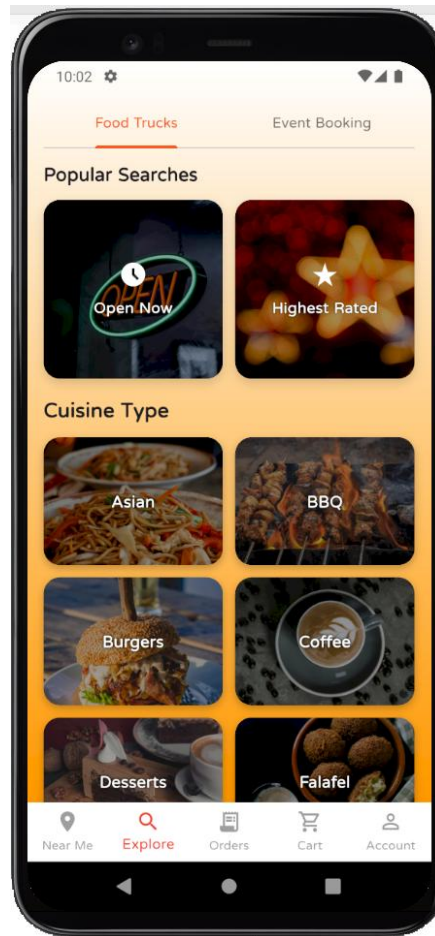 10:02
Food Trucks Event Booking
Popular Searches
OPEN
Open Now Highest Rated
Cuisine Type
Asian BBQ
Burgers Coffee
Desserts Falafel
Near Me Explore Orders Cart Account